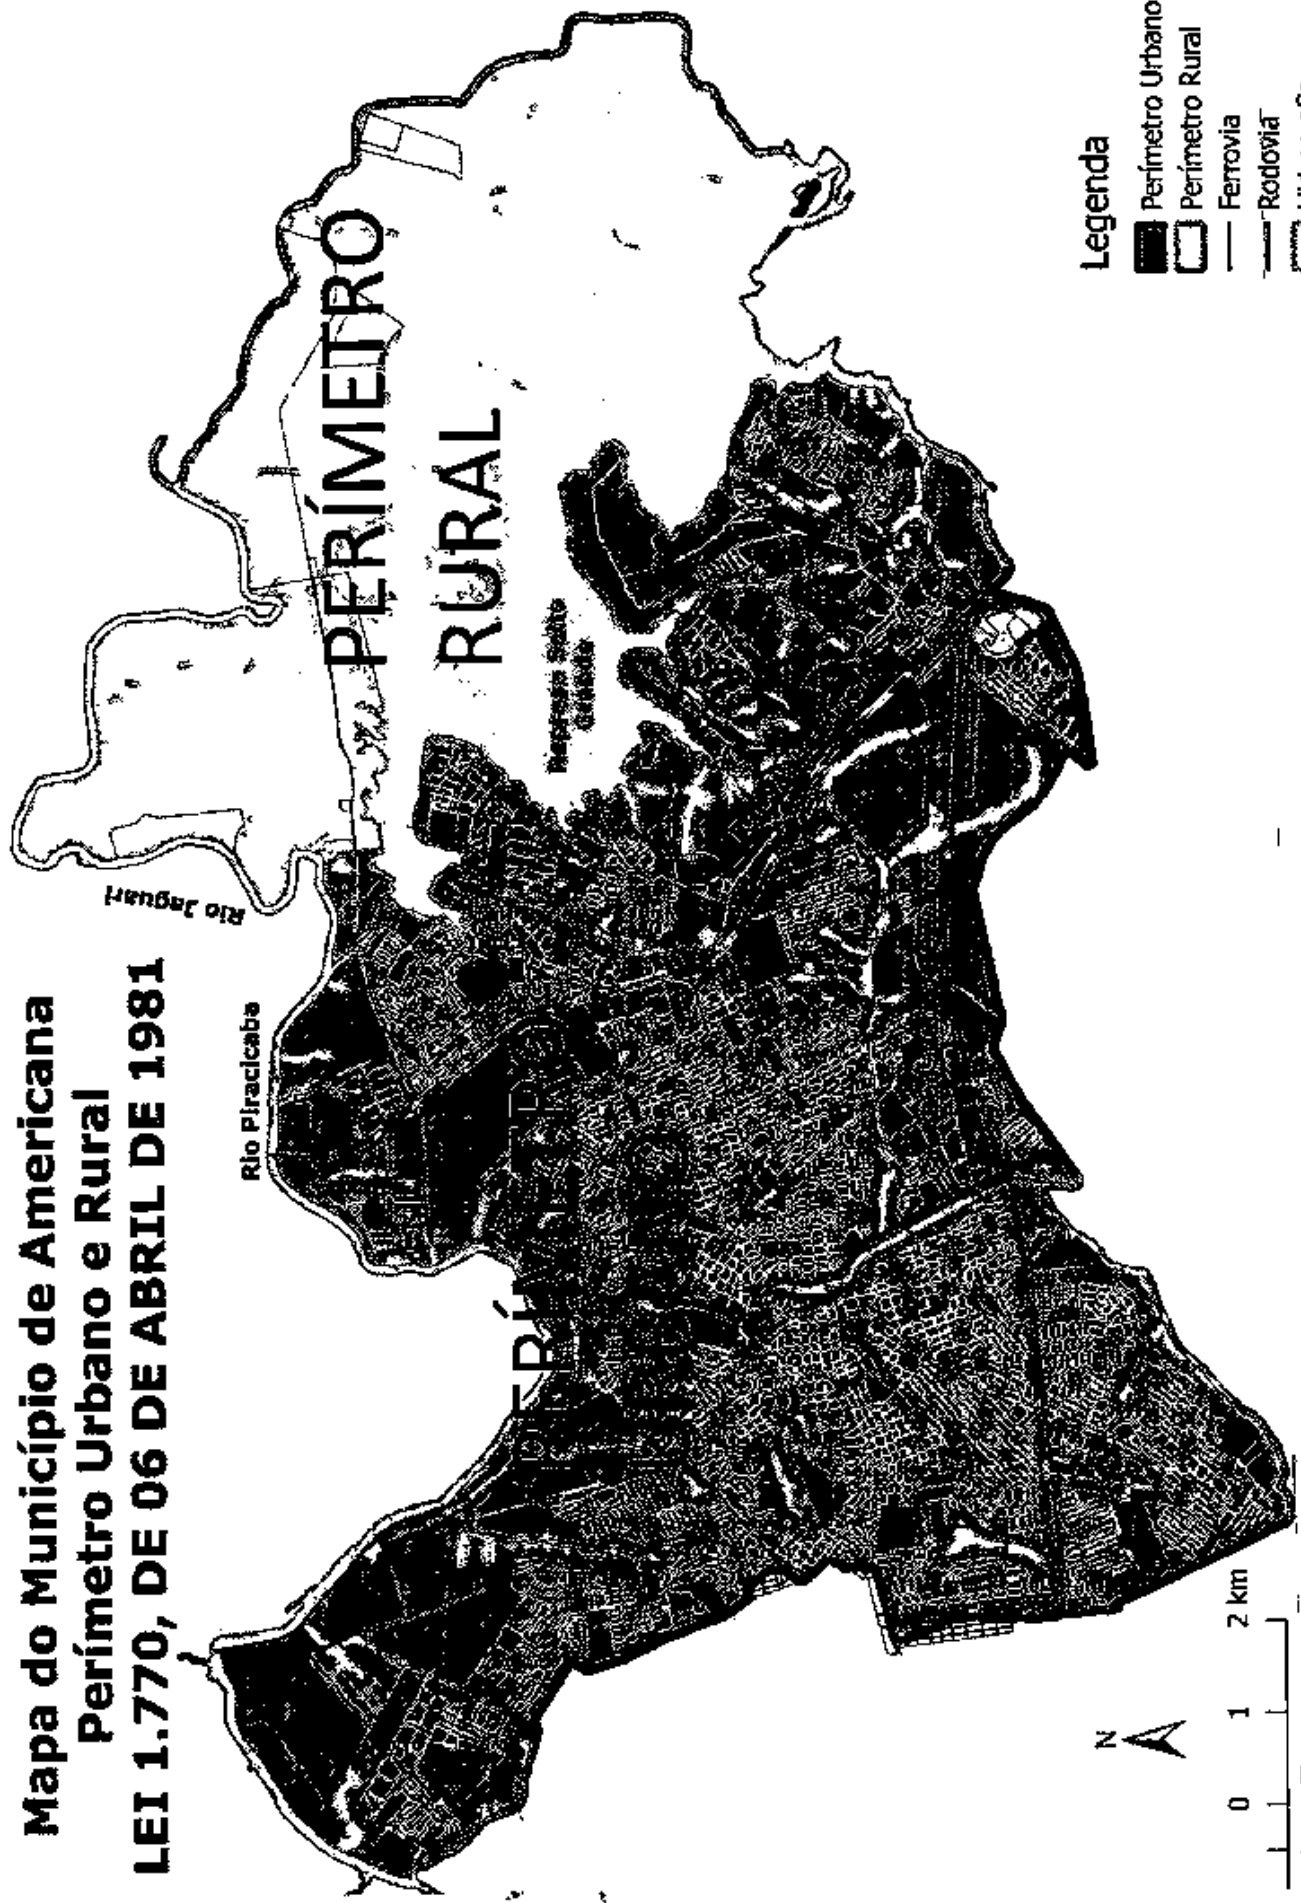 Mapa do Município de Americana
Perímetro Urbano e Rural
LEI 1.770, DE 06 DE ABRIL DE 1981
Rio Jaguari
Rio Piracicaba
PERÍMETRO
RURAL
Legenda
Perímetro Urbano
Perímetro Rural
Ferrovia
Rodovia
N
0 1 2 km